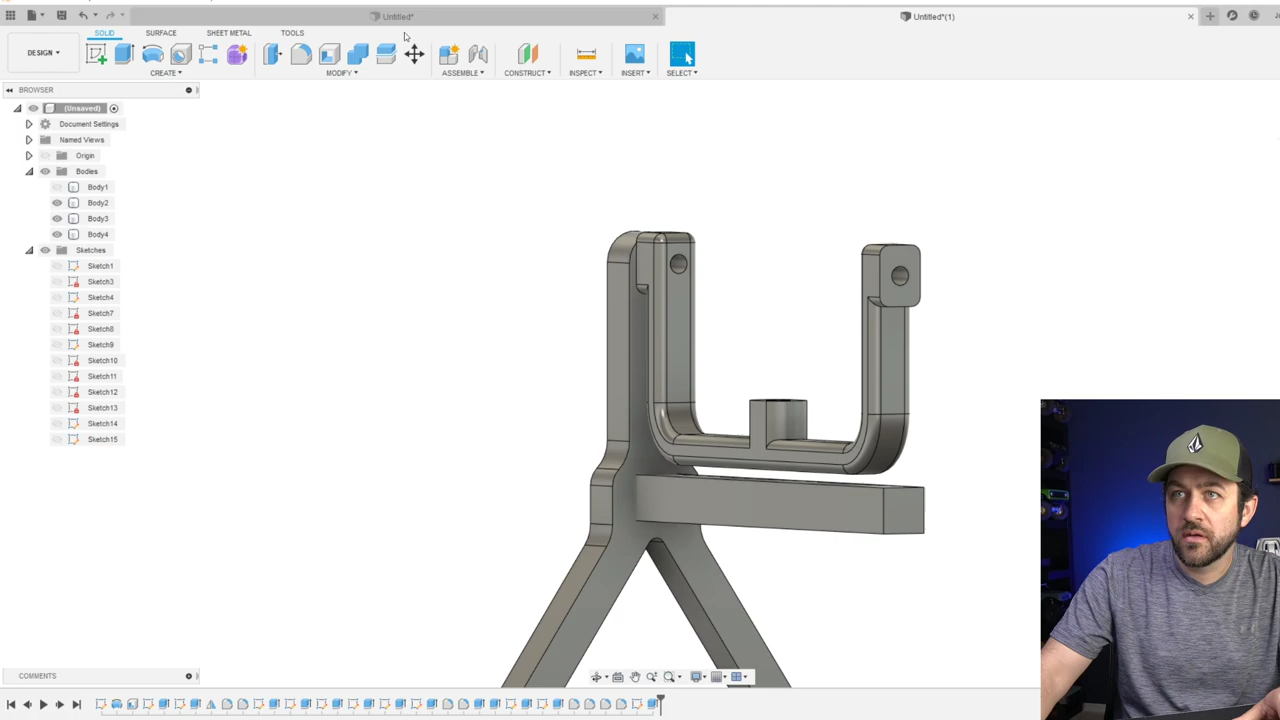 Untitled*
Untitled*(1)
SOLID
SURFACE
SHEET METAL
TOOLS
DESIGN
CREATE
MODIFY
ASSEMBLE
CONSTRUCT
INSPECT
INSERT
SELECT
BROWSER
(Unsaved)
Document Settings
Named Views
Origin
Bodies
Body1
Body2
Body3
Body4
Sketches
Sketch1
Sketch3
Sketch4
Sketch7
Sketch8
Sketch9
Sketch10
Sketch11
Sketch12
Sketch13
Sketch14
Sketch15
COMMENTS